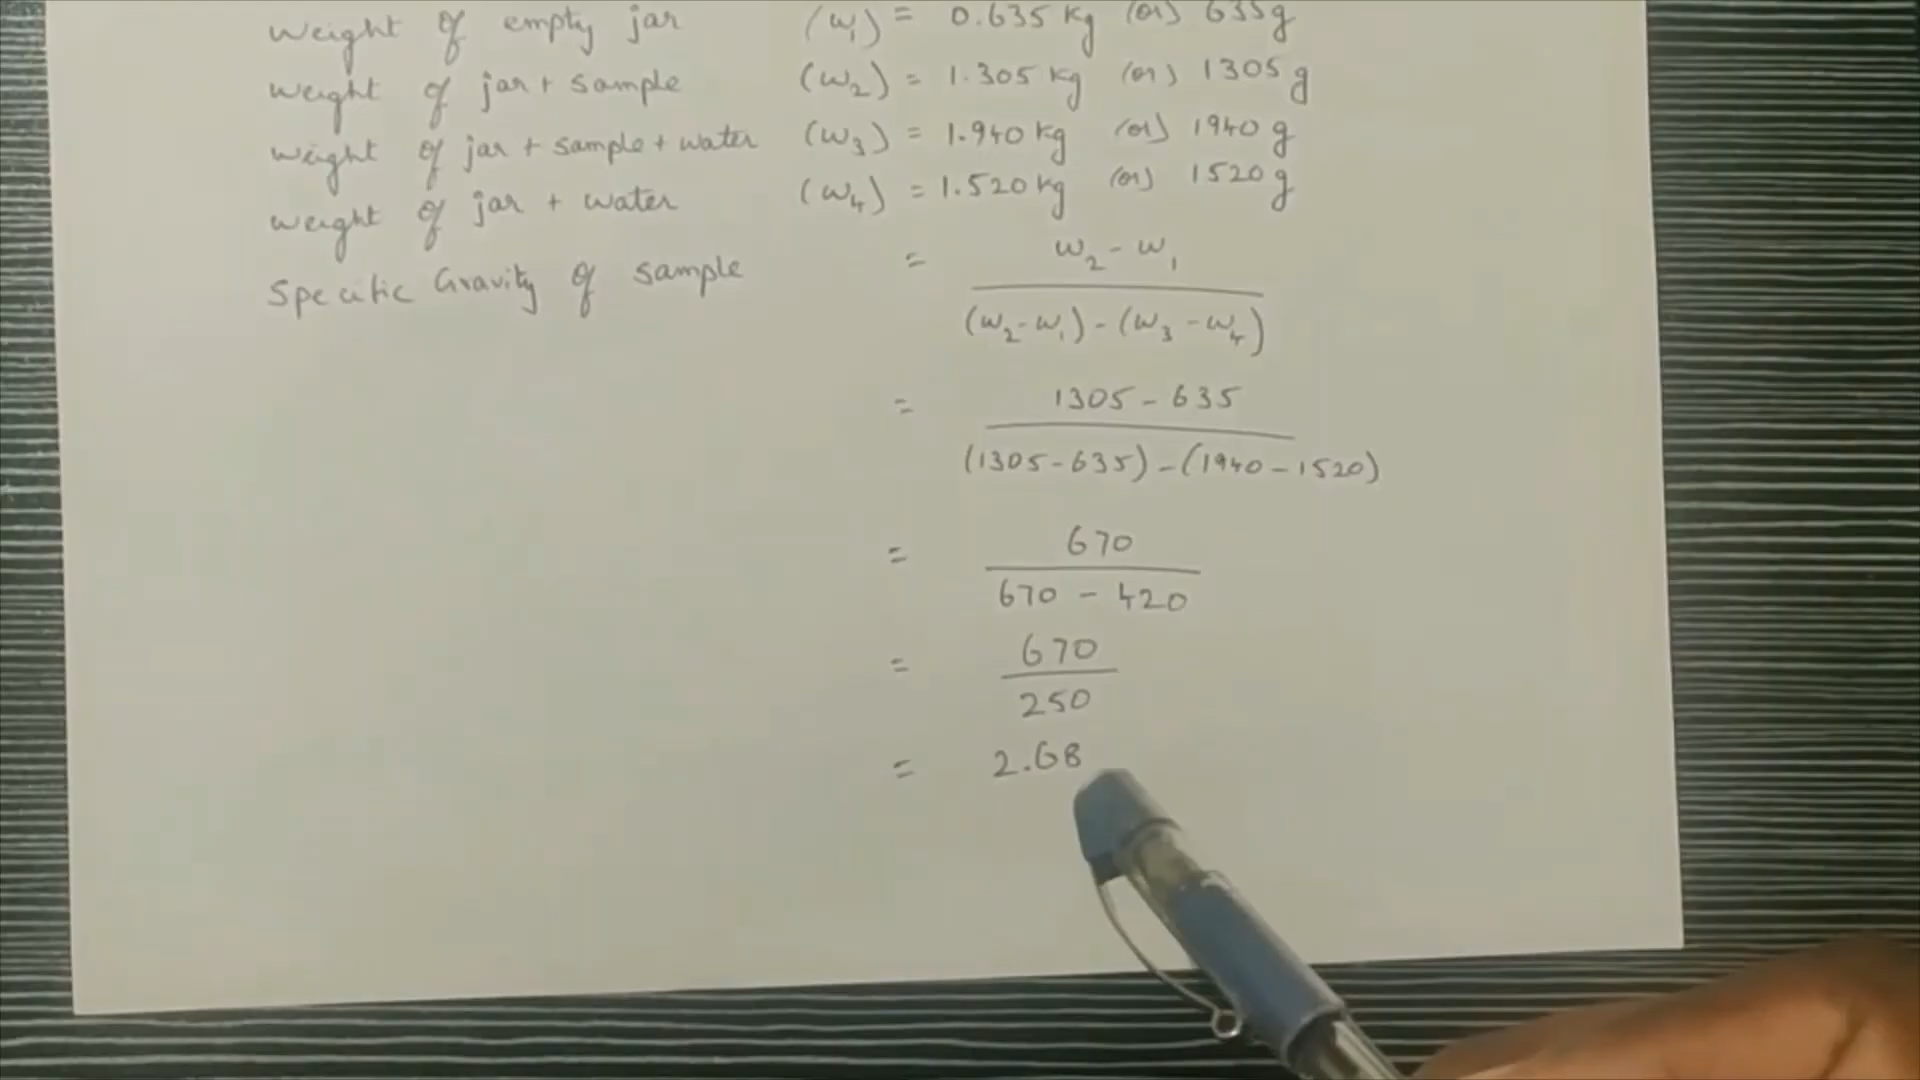 weight of empty jar (w₁) = 0.635 kg (or) 635g
weight of jar + sample (w₂) = 1.305 kg (or) 1305 g
weight of jar + sample + water (w₃) = 1.940 kg (or) 1940 g
weight of jar + water (w₄) = 1.520 kg (or) 1520 g
Specific Gravity of sample = w₂ - w₁
(w₂-w₁) - (w₃-w₄)
= 1305 - 635
(1305-635) - (1940-1520)
= 670
670 - 420
= 670
250
= 2.68